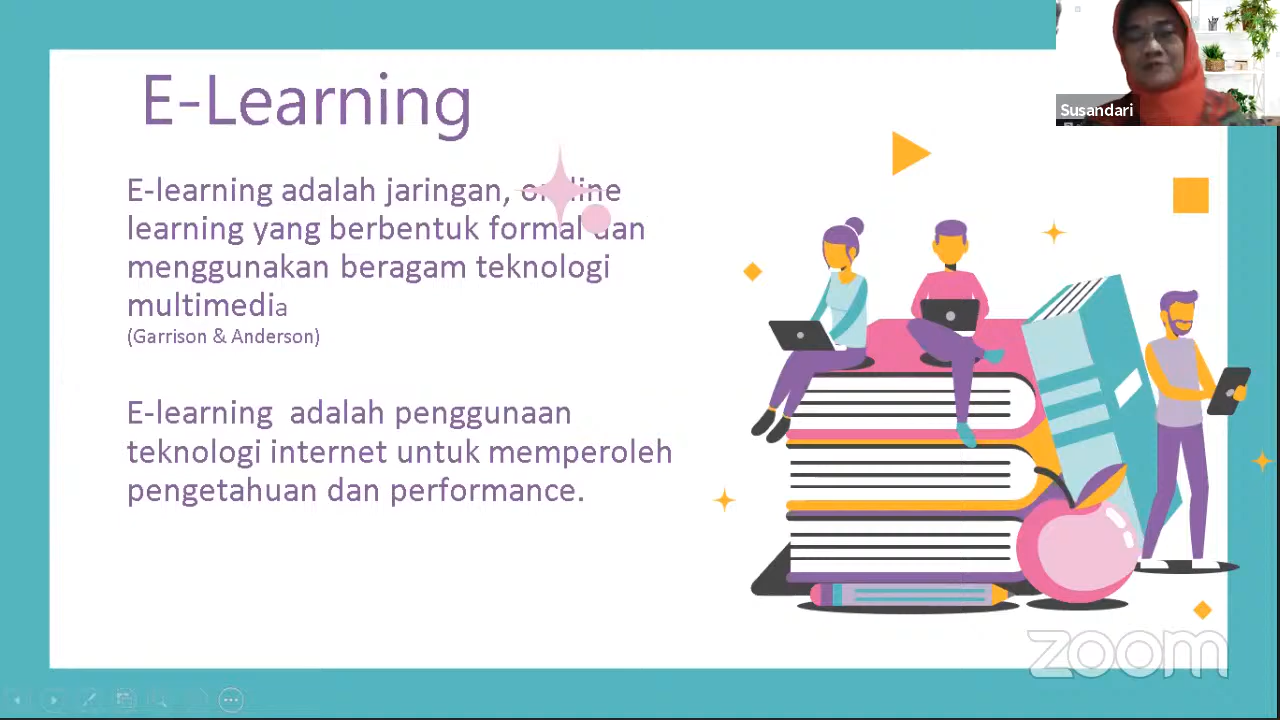 E-Learning
Susandari
E-learning adalah jaringan, online
learning yang berbentuk formal dan
menggunakan beragam teknologi
multimedia
(Garrison & Anderson)
E-learning adalah penggunaan
teknologi internet untuk memperoleh
pengetahuan dan performance.
zoom